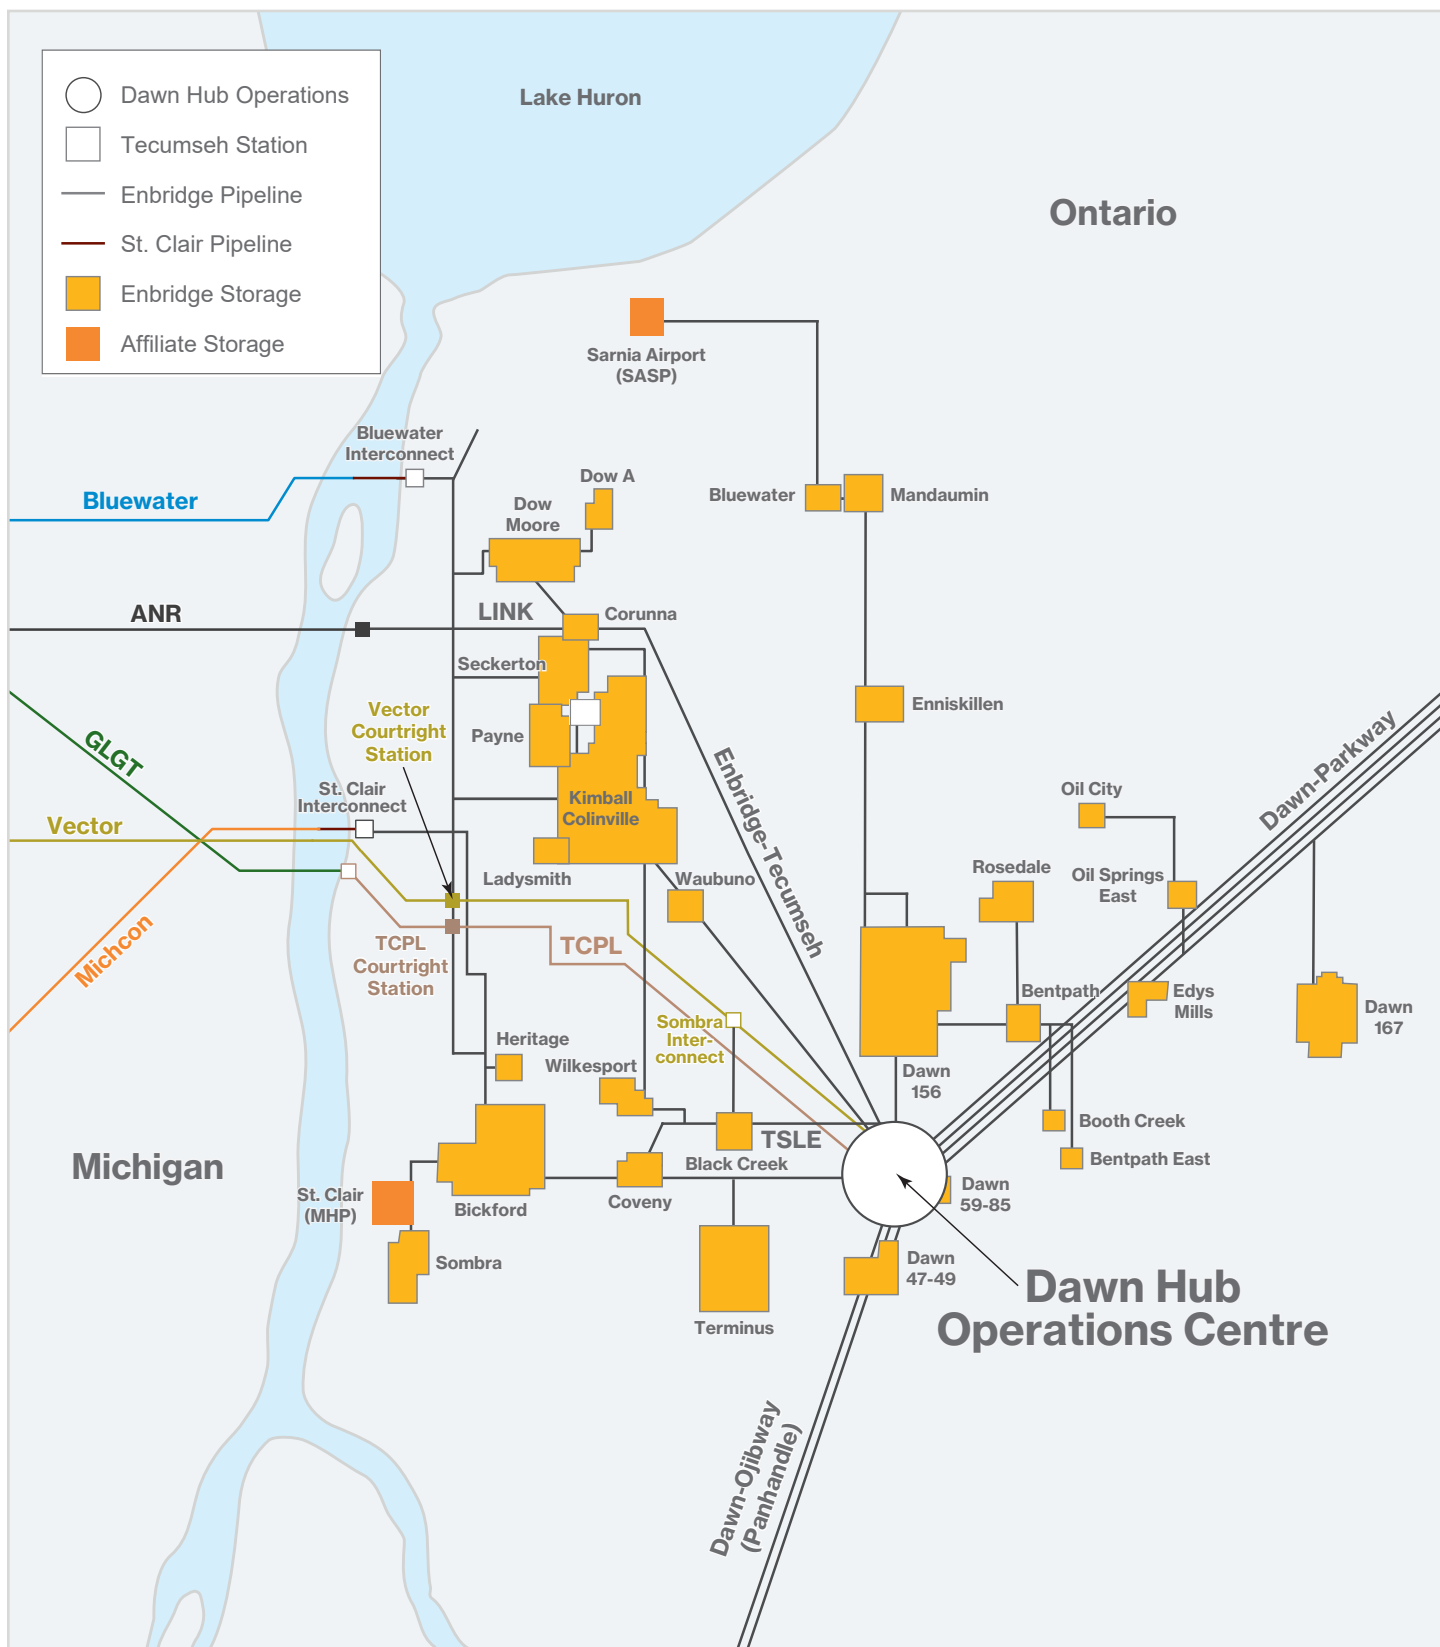 Dawn Hub Operations
Tecumseh Station
Enbridge Pipeline
St. Clair Pipeline
Enbridge Storage
Affiliate Storage
Lake Huron
Ontario
Sarnia Airport
(SASP)
Bluewater
Interconnect
Bluewater
Dow A
Dow
Moore
Bluewater
Mandaumin
ANR
LINK
Corunna
Seckerton
Vector
Courtright
Station
Payne
Enniskillen
GLGT
St. Clair
Interconnect
Vector
Kimball
Colinville
Enbridge-Tecumseh
Dawn-Parkway
Oil City
Ladysmith
Waubuno
Rosedale
Oil Springs
East
Michcon
TCPL
Courtright
Station
TCPL
Sombra
Inter-
connect
Bentpath
Edys
Mills
Dawn
167
Heritage
Wilkesport
Dawn
156
Booth Creek
Bentpath East
TSLE
Black Creek
Michigan
St. Clair
(MHP)
Bickford
Coveny
Dawn
59-85
Sombra
Terminus
Dawn
47-49
Dawn Hub
Operations Centre
Dawn-Ojibway
(Panhandle)